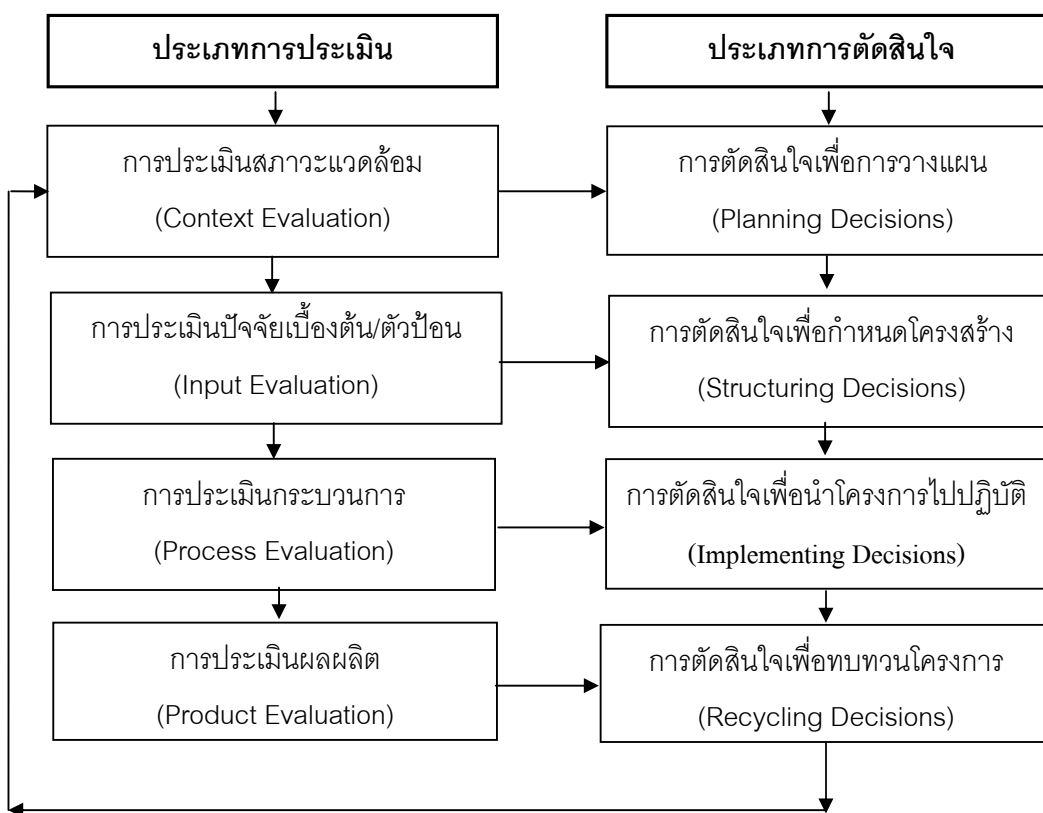 ประเภทการประเมิน
ประเภทการตัดสินใจ
การประเมินสภาวะแวดล้อม
(Context Evaluation)
การตัดสินใจเพื่อการวางแผน
(Planning Decisions)
การประเมินปัจจัยเบื้องต้น/ตัวป้อน
(Input Evaluation)
การตัดสินใจเพื่อกำหนดโครงสร้าง
(Structuring Decisions)
การประเมินกระบวนการ
(Process Evaluation)
การตัดสินใจเพื่อนำโครงการไปปฏิบัติ
(Implementing Decisions)
การประเมินผลผลิต
(Product Evaluation)
การตัดสินใจเพื่อทบทวนโครงการ
(Recycling Decisions)